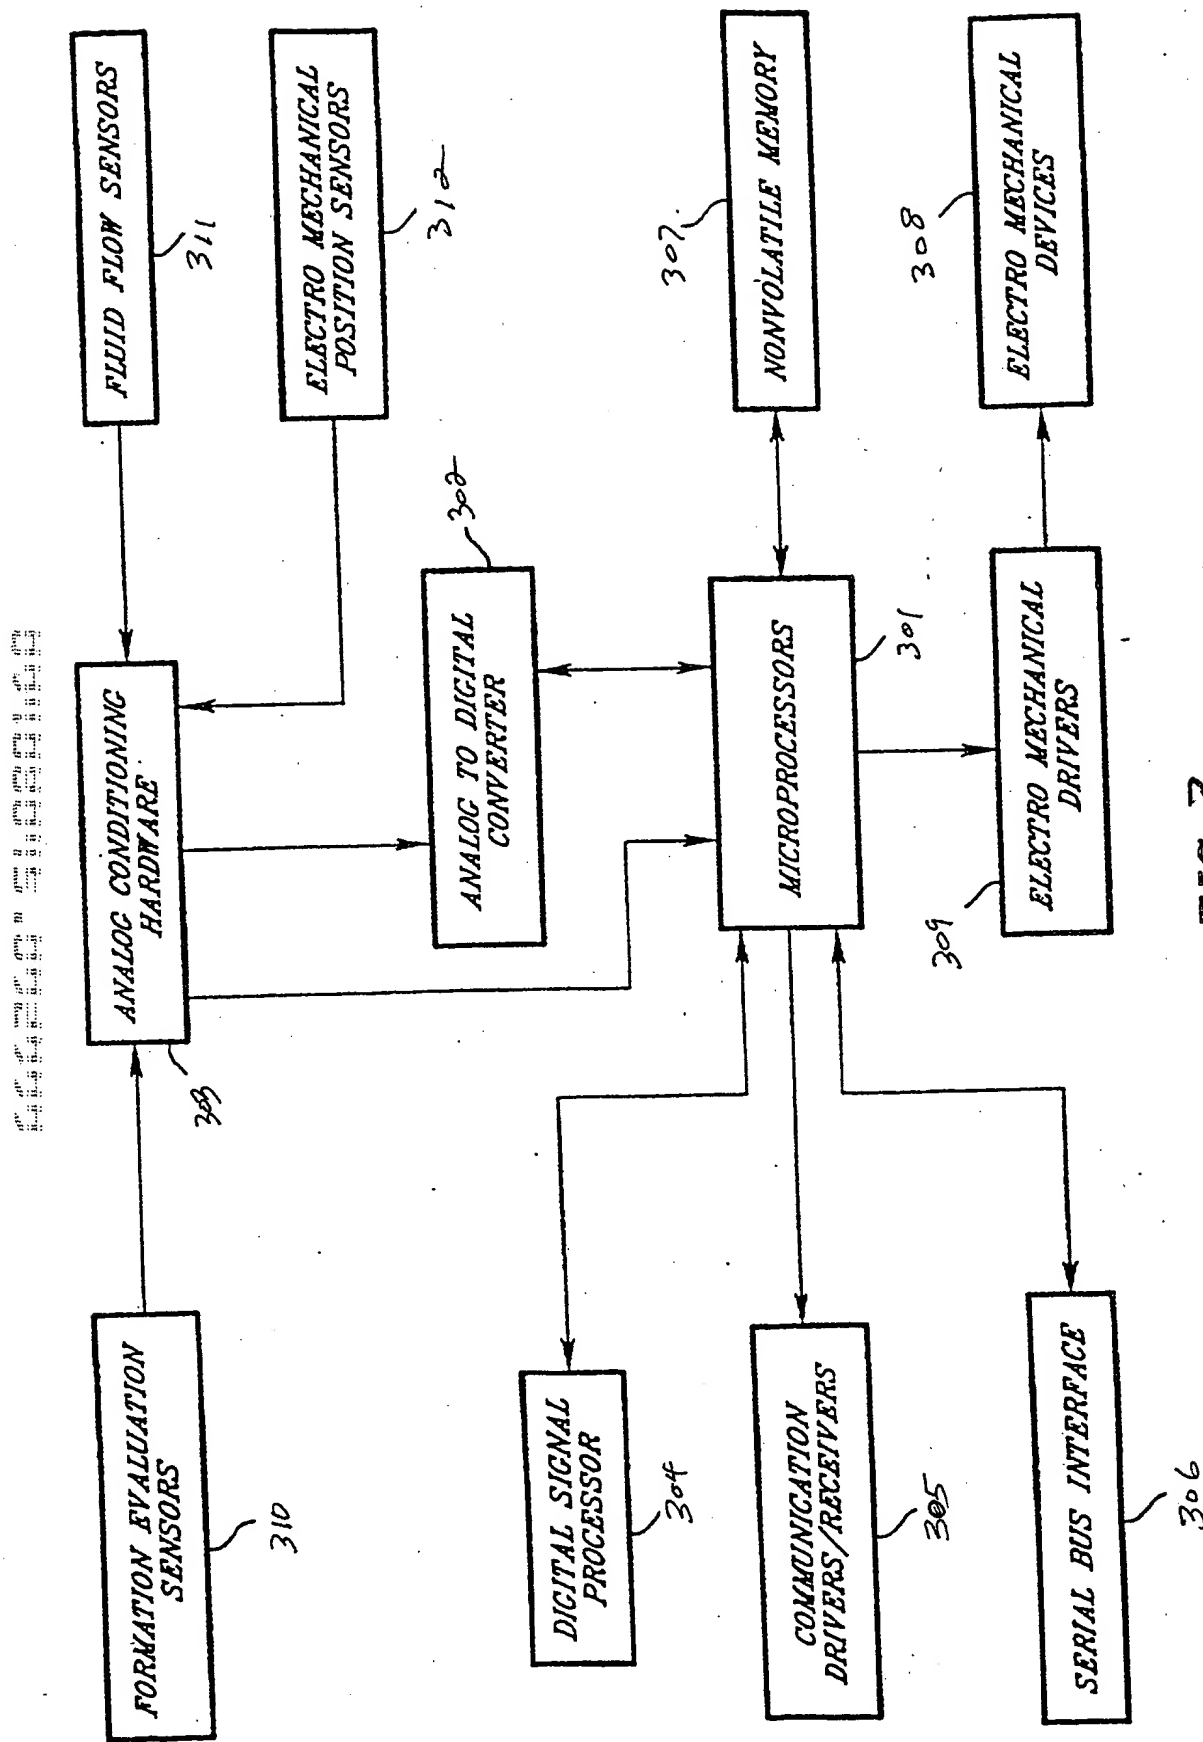 FORMATION EVALUATION
SENSORS
310
ANALOG CONDITIONING
HARDWARE
303
FLUID FLOW SENSORS
311
ELECTRO MECHANICAL
POSITION SENSORS
312
ANALOG TO DIGITAL
CONVERTER
302
DIGITAL SIGNAL
PROCESSOR
304
COMMUNICATION
DRIVERS/RECEIVERS
305
SERIAL BUS INTERFACE
306
MICROPROCESSORS
301
NONVOLATILE MEMORY
307
ELECTRO MECHANICAL
DRIVERS
309
ELECTRO MECHANICAL
DEVICES
308